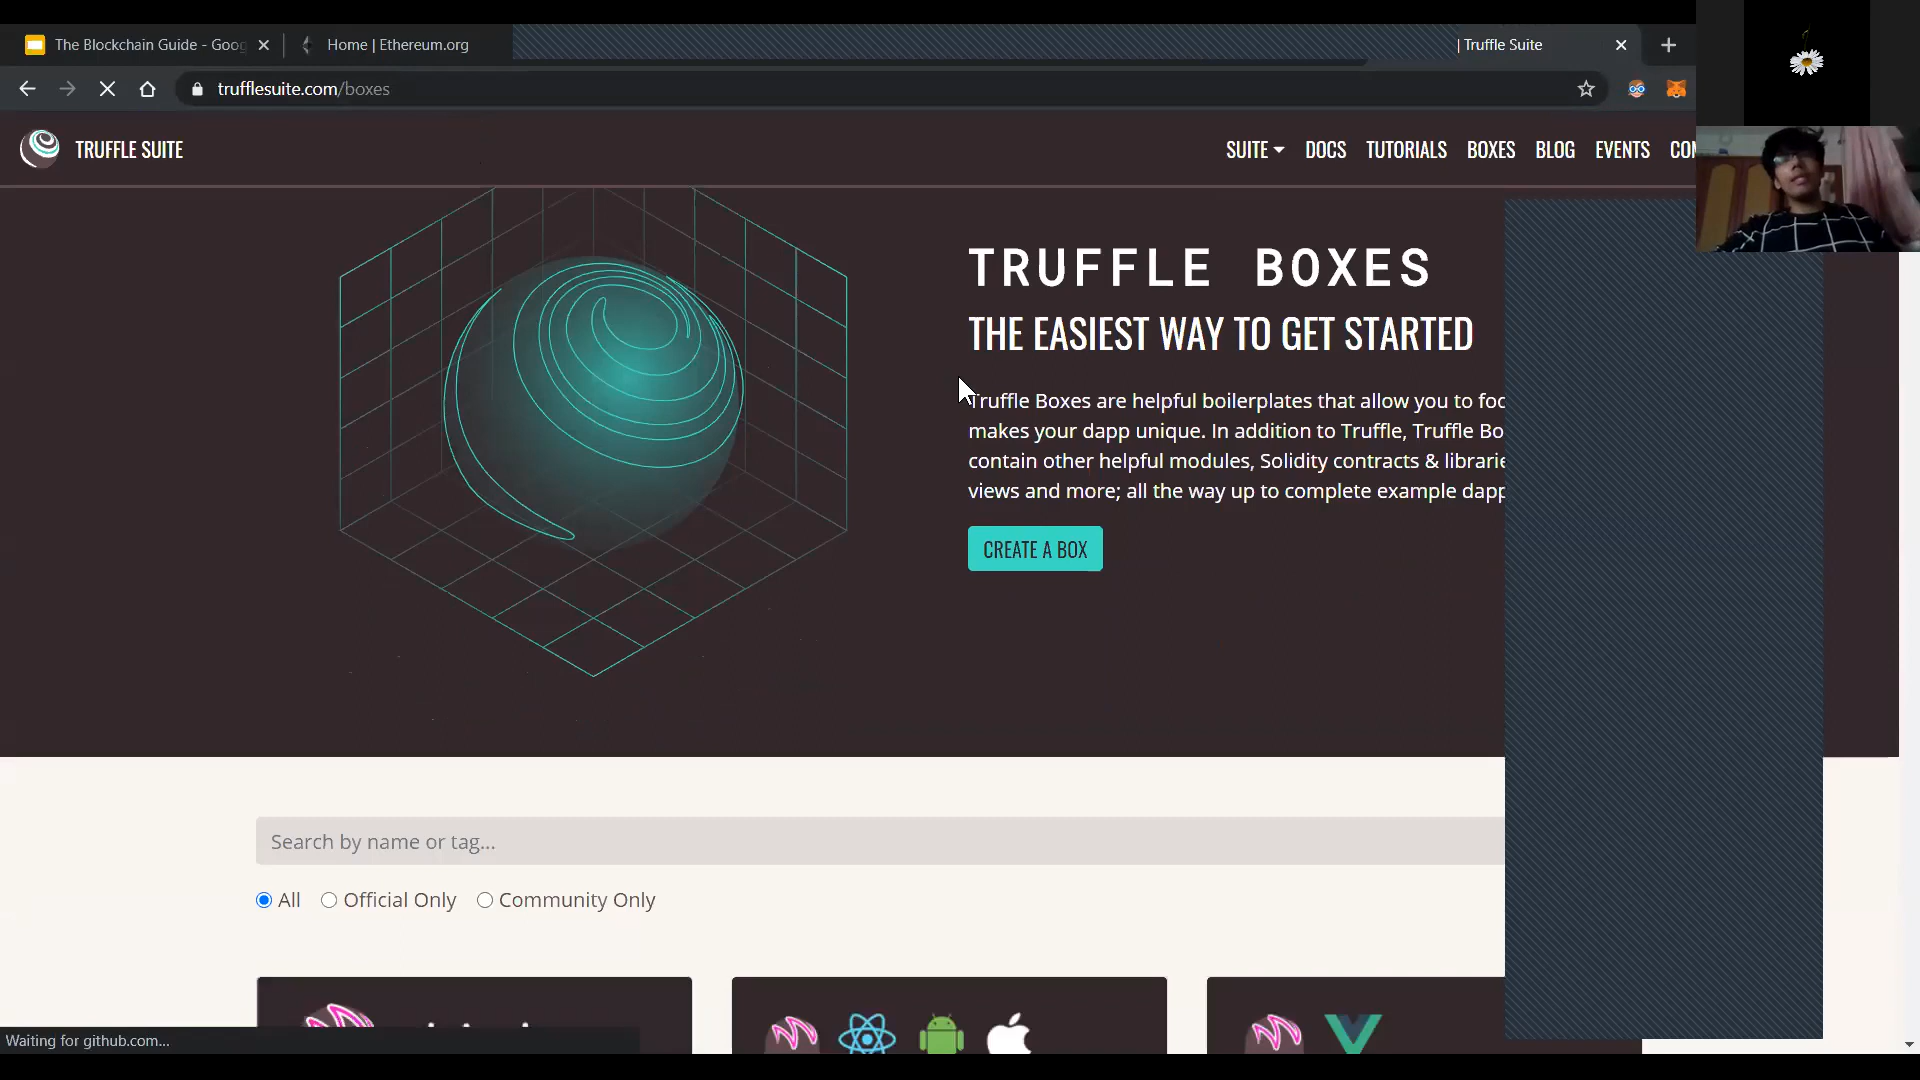 The Blockchain Guide - Goog
Home | Ethereum.org
| Truffle Suite
trufflesuite.com/boxes
TRUFFLE SUITE
SUITE
DOCS
TUTORIALS
BOXES
BLOG
EVENTS
TRUFFLE BOXES
THE EASIEST WAY TO GET STARTED
Truffle Boxes are helpful boilerplates that allow you to foc
makes your dapp unique. In addition to Truffle, Truffle Bo
contain other helpful modules, Solidity contracts & librarie
views and more; all the way up to complete example dapp
CREATE A BOX
Search by name or tag...
All
Official Only
Community Only
Waiting for github.com...